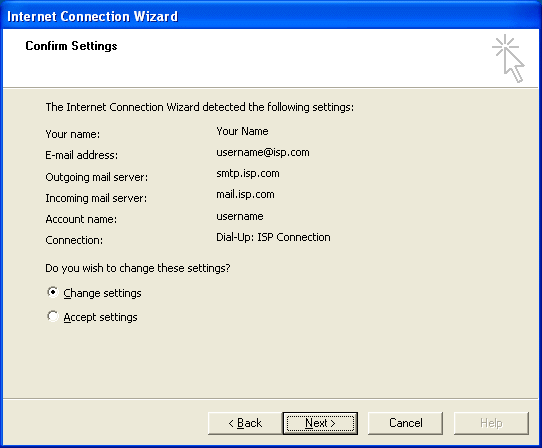 Internet Connection Wizard
Confirm Settings
The Internet Connection Wizard detected the following settings:
Your name: Your Name
E-mail address: username@isp.com
Outgoing mail server: smtp.isp.com
Incoming mail server: mail.isp.com
Account name: username
Connection: Dial-Up: ISP Connection
Do you wish to change these settings?
Change settings
Accept settings
< Back Next > Cancel Help